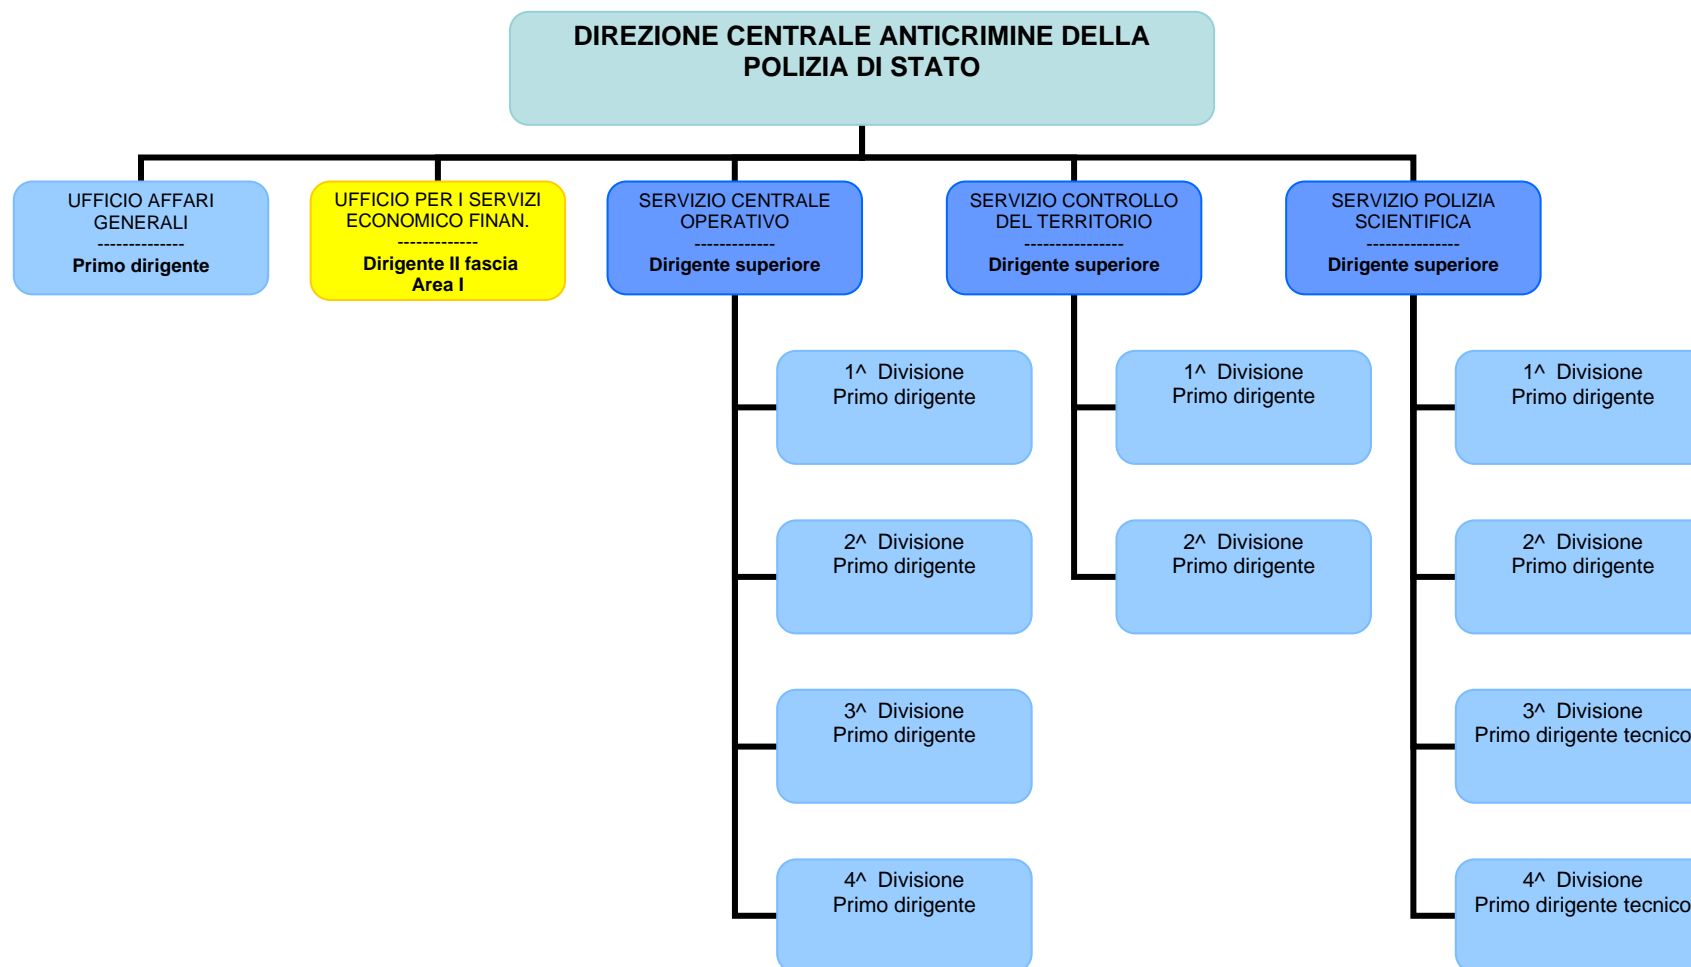 DIREZIONE CENTRALE ANTICRIMINE DELLA
POLIZIA DI STATO
UFFICIO AFFARI
GENERALI
--------------
Primo dirigente
UFFICIO PER I SERVIZI
ECONOMICO FINAN.
-------------
Dirigente II fascia
Area I
SERVIZIO CENTRALE
OPERATIVO
-------------
Dirigente superiore
SERVIZIO CONTROLLO
DEL TERRITORIO
----------------
Dirigente superiore
SERVIZIO POLIZIA
SCIENTIFICA
---------------
Dirigente superiore
1^ Divisione
Primo dirigente
2^ Divisione
Primo dirigente
3^ Divisione
Primo dirigente
4^ Divisione
Primo dirigente
1^ Divisione
Primo dirigente
2^ Divisione
Primo dirigente
1^ Divisione
Primo dirigente
2^ Divisione
Primo dirigente
3^ Divisione
Primo dirigente tecnico
4^ Divisione
Primo dirigente tecnico